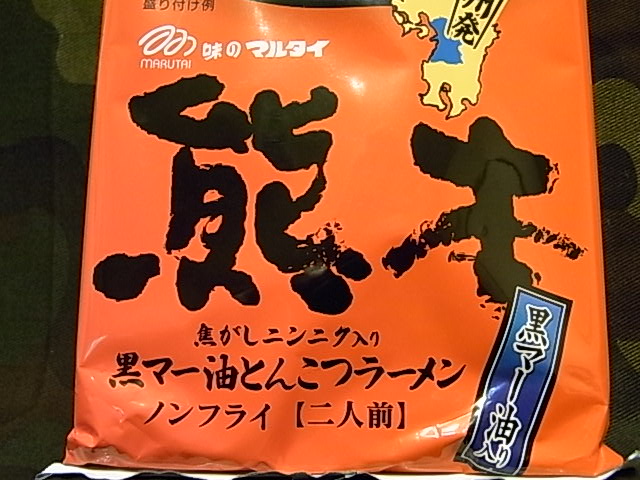 盛り付け例
州発
MARUTAI
味のマルタイ
熊本
焦がしニンニク入り
黒マー油とんこつラーメン
ノンフライ【二人前】
黒マー油入り